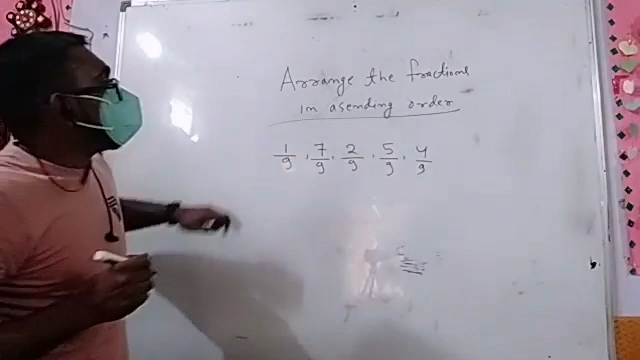 Arrange the fractions
in asending order
1/9, 7/9, 2/9, 5/9, 4/9